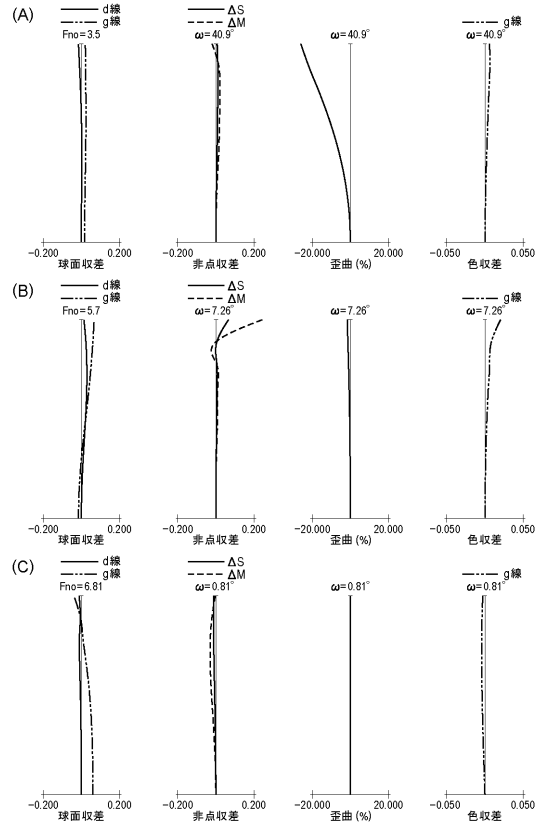 (A)
d線
g線
Fno=3.5
ΔS
ΔM
ω=40.9°
ω=40.9°
g線
ω=40.9°
−0.200 0.200
球面収差
−0.200 0.200
非点収差
−20.000 20.000
歪曲(%)
−0.050 0.050
色収差
(B)
d線
g線
Fno=5.7
ΔS
ΔM
ω=7.26°
ω=7.26°
g線
ω=7.26°
−0.200 0.200
球面収差
−0.200 0.200
非点収差
−20.000 20.000
歪曲(%)
−0.050 0.050
色収差
(C)
d線
g線
Fno=6.81
ΔS
ΔM
ω=0.81°
ω=0.81°
g線
ω=0.81°
−0.200 0.200
球面収差
−0.200 0.200
非点収差
−20.000 20.000
歪曲(%)
−0.050 0.050
色収差